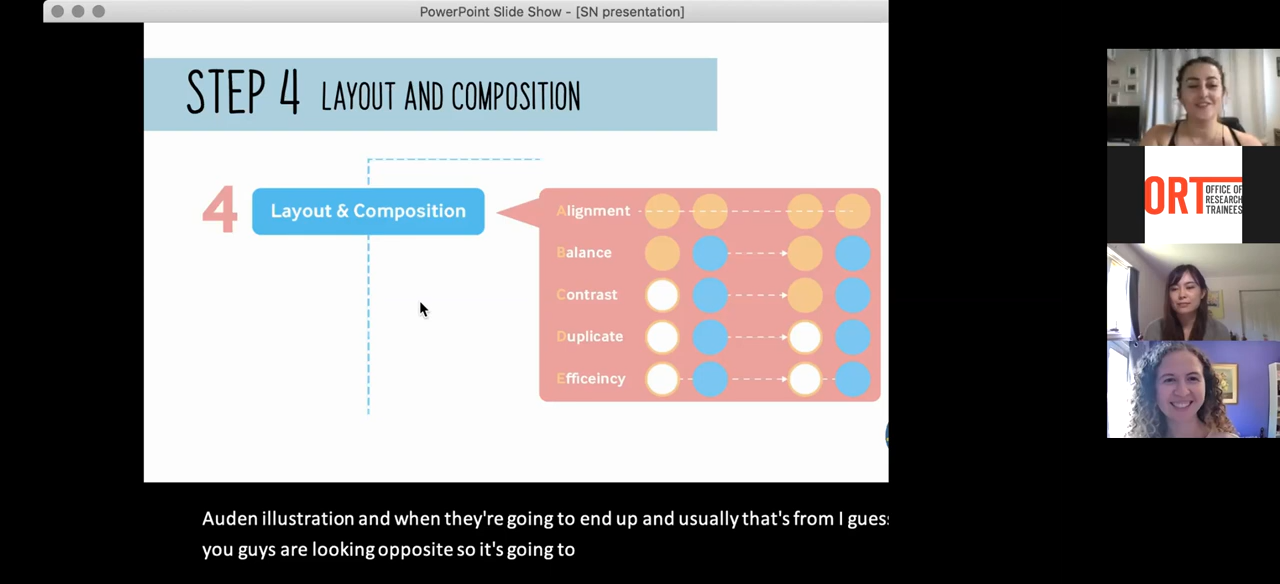 PowerPoint Slide Show - [SN presentation]
STEP 4 LAYOUT AND COMPOSITION
4 Layout & Composition
Alignment
Balance
Contrast
Duplicate
Efficeincy
ORT OFFICE OF
RESEARCH
TRAINEES
Auden illustration and when they're going to end up and usually that's from I gues
you guys are looking opposite so it's going to